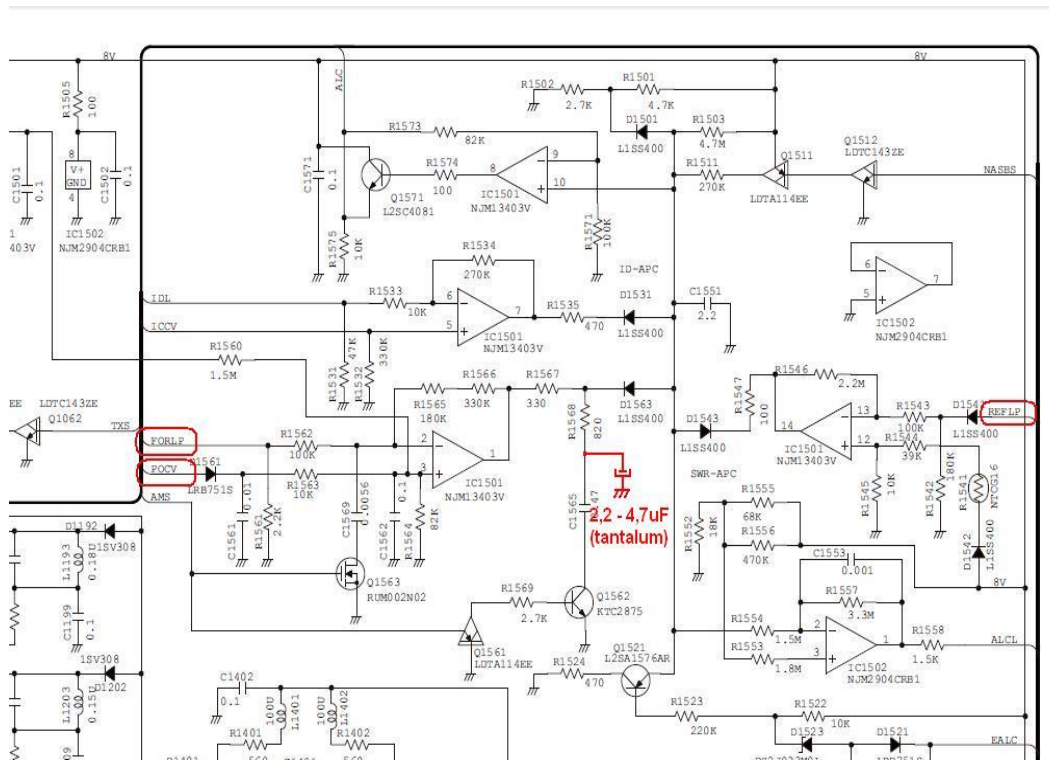 8V
8V
R1505
100
ALC
R1502
2.7K
R1501
4.7K
R1573
82K
D1501
L1SS400
R1503
4.7M
Q1512
LDTC143ZE
C1501
0.1
8
V+
GND
4
C1502
0.1
C1571
0.1
R1574
100
8
9
10
IC1501
NJM13403V
R1511
270K
Q1511
LDTA114EE
NASBS
Q1571
L2SC4081
1
403V
IC1502
NJM2904CRB1
R1575
10K
R1571
100K
R1534
270K
ID-APC
6
5
7
IC1502
NJM2904CRB1
IDL
R1533
10K
6
7
R1535
470
D1531
L1SS400
C1551
2.2
ICCV
5
IC1501
NJM13403V
R1560
1.5M
R1531
47K
R1532
330K
R1565
180K
R1566
330K
R1567
330
D1563
L1SS400
R1568
820
R1547
100
R1546
2.2M
EE
LDTC143ZE
Q1062
TXS
FORLP
R1562
100K
2
1
3
D1543
L1SS400
14
13
12
R1543
100K
R1544
39K
REFLP
L1SS400
IC1501
NJM13403V
POCV
D1561
LRB751S
R1563
10K
IC1501
NJM13403V
SWR-APC
AMS
C1561
0.01
R1561
2.2K
C1569
0.0056
C1562
0.1
R1564
82K
C1565
2,2 - 4,7uF
(tantalum)
R1552
18K
R1555
68K
R1556
470K
R1545
10K
R1542
180K
R1541
NTCG16
D1542
L1SS400
D1192
1SV308
L1193
0.18U
C1199
0.1
Q1563
RUM002N02
R1569
2.7K
Q1562
KTC2875
C1553
0.001
R1557
3.3M
8V
R1554
1.5M
R1553
1.8M
2
3
1
R1558
1.5K
ALCL
IC1502
NJM2904CRB1
Q1561
LDTA114EE
R1524
470
Q1521
L2SA1576AR
1SV308
D1202
L1203
0.15U
C1402
0.1
100U
L1401
100U
L1402
R1523
220K
R1522
10K
R1401
R1402
D1523
D1521
EALC